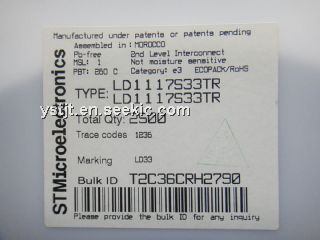 Manufactured under patents or patents pending
Assembled in: MOROCCO
Pb-free 2nd Level Interconnect
MSL: 1 Not moisture sensitive
PBT: 260 C Category: e3 ECOPACK/RoHS
TYPE: LD1117S33TR
LD1117S33TR
ystjt.en.seekic.com
Total Qty: 2500
Trace codes 1236
Marking LD33
Bulk ID T2C36CRH2790
Please provide the bulk ID for any inquiry
STMicroelectronics